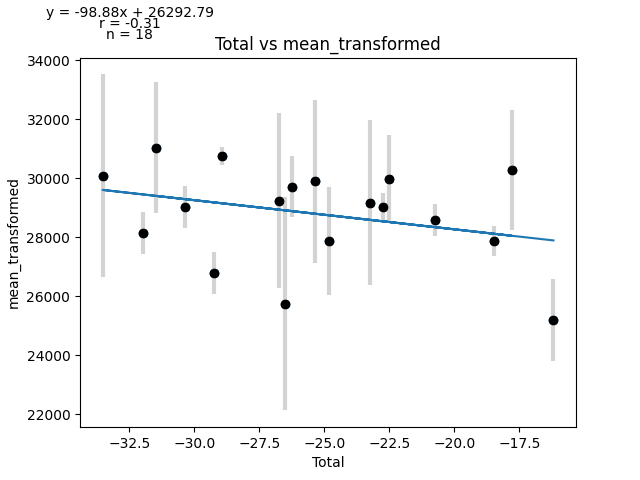 y = -98.88x + 26292.79
r = -0.31
n = 18
Total vs mean_transformed
34000
32000
30000
28000
26000
24000
22000
mean_transformed
−32.5 −30.0 −27.5 −25.0 −22.5 −20.0 −17.5
Total